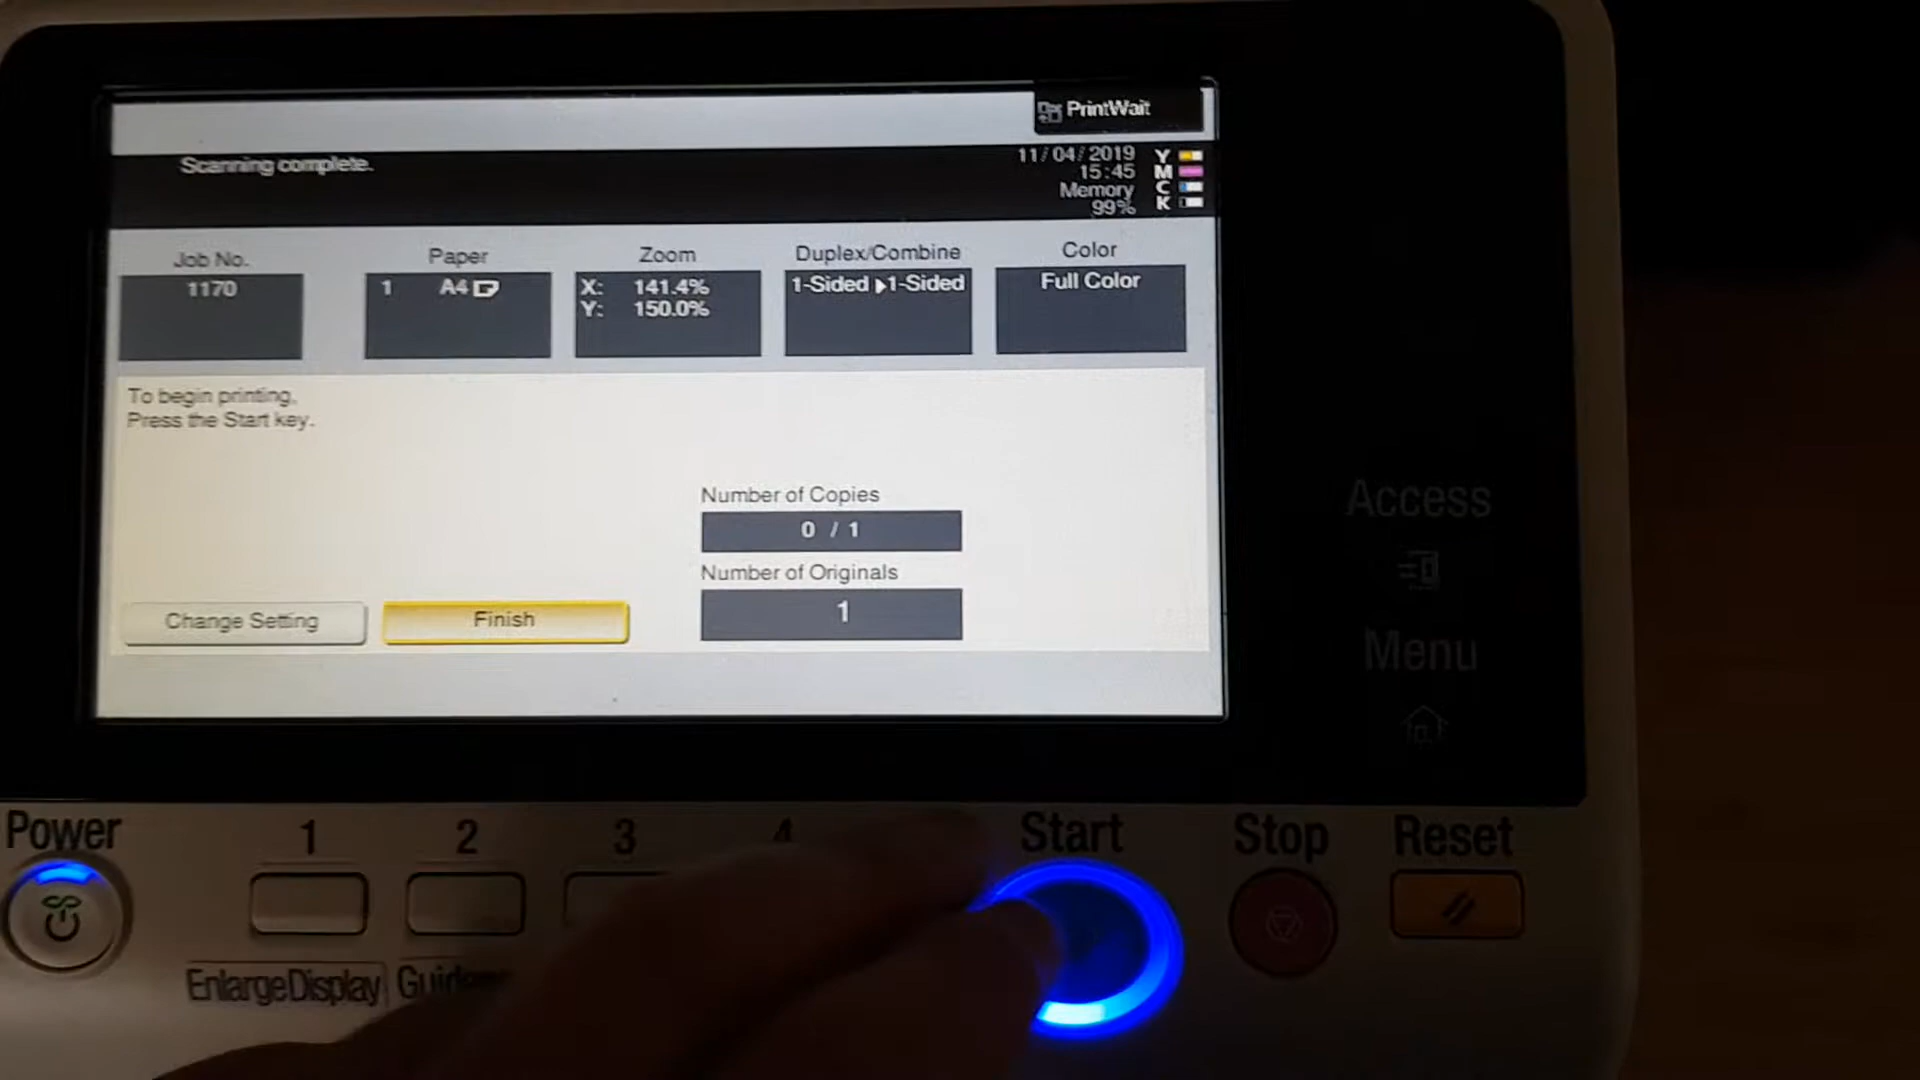 PrintWait
Scanning complete.
11/04/2019
15:45
Memory
99%
Y
M
C
K
Job No.
1170
Paper
1 A4
Zoom
X: 141.4%
Y: 150.0%
Duplex/Combine
1-Sided ▶1-Sided
Color
Full Color
To begin printing,
Press the Start key.
Number of Copies
0 / 1
Number of Originals
1
Change Setting
Finish
Access
Menu
Power
1
2
3
4
Start
Stop
Reset
EnlargeDisplay